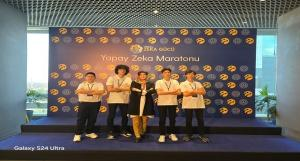 ZEKA GÜCÜ
Yapay Zeka Maratonu
Galaxy S24 Ultra